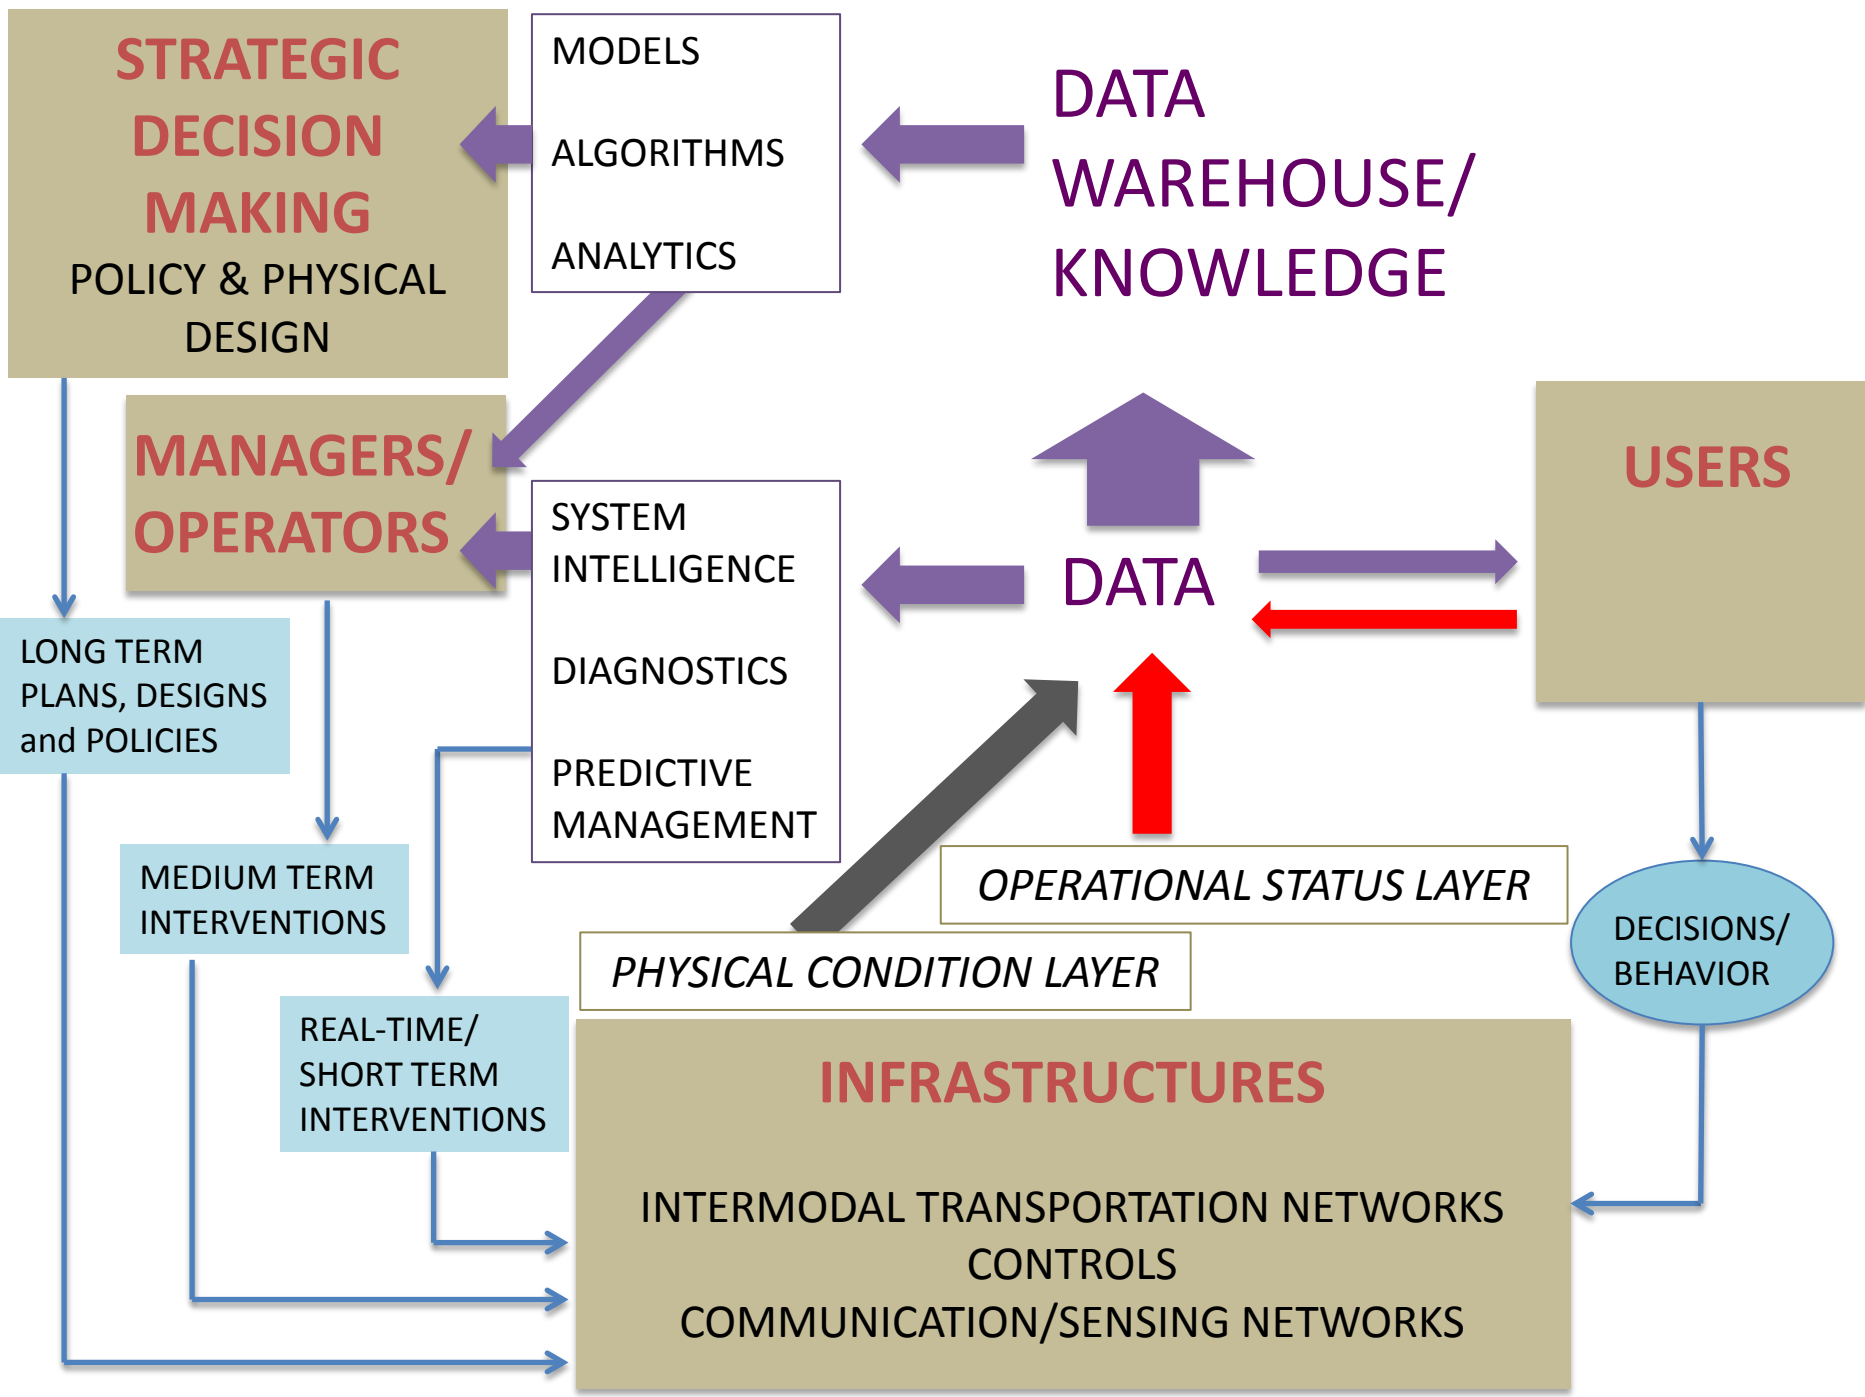 STRATEGIC
DECISION
MAKING
POLICY & PHYSICAL
DESIGN
MODELS
ALGORITHMS
ANALYTICS
DATA
WAREHOUSE/
KNOWLEDGE
MANAGERS/
OPERATORS
SYSTEM
INTELLIGENCE
DIAGNOSTICS
PREDICTIVE
MANAGEMENT
DATA
USERS
LONG TERM
PLANS, DESIGNS
and POLICIES
MEDIUM TERM
INTERVENTIONS
REAL-TIME/
SHORT TERM
INTERVENTIONS
OPERATIONAL STATUS LAYER
PHYSICAL CONDITION LAYER
DECISIONS/
BEHAVIOR
INFRASTRUCTURES
INTERMODAL TRANSPORTATION NETWORKS
CONTROLS
COMMUNICATION/SENSING NETWORKS